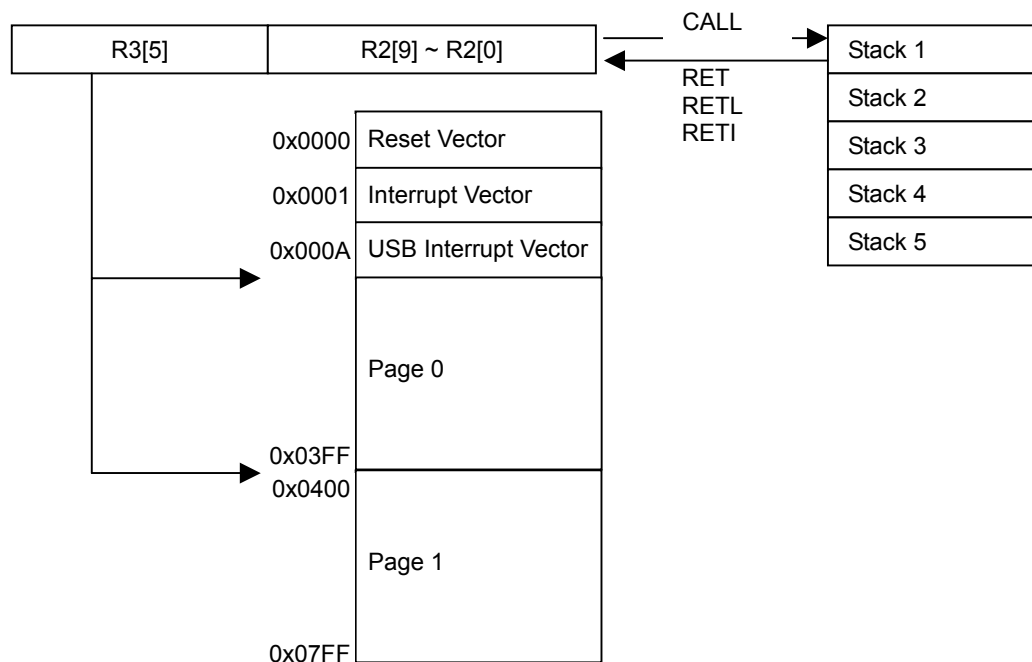 R3[5]
R2[9] ~ R2[0]
CALL
RET
RETL
RETI
Stack 1
Stack 2
Stack 3
Stack 4
Stack 5
0x0000
Reset Vector
0x0001
Interrupt Vector
0x000A
USB Interrupt Vector
Page 0
0x03FF
0x0400
Page 1
0x07FF